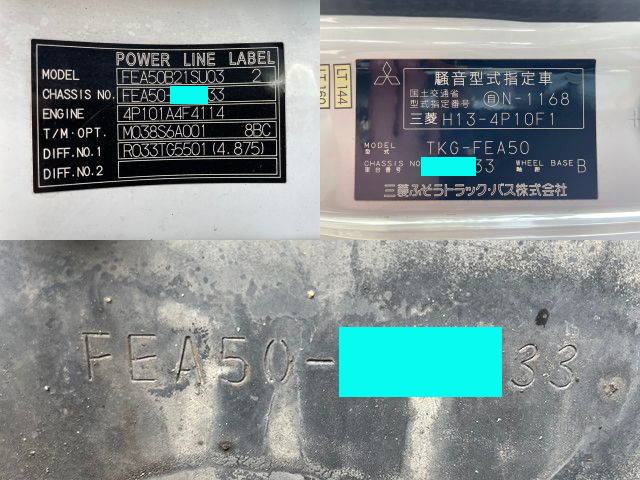 POWER LINE LABEL
MODEL FEA50B21SU03 2
CHASSIS NO. FEA50- 33
ENGINE 4P101A4F4114
T/M・OPT. M038S6A001 8BC
DIFF.NO.1 R033TG5501 (4.875)
DIFF.NO.2
LT144
騒音型式指定車
国土交通省
型式指定番号 自N-1168
三菱 H13-4P10F1
MODEL
型式 TKG-FEA50
CHASSIS NO 33 WHEEL BASE B
車台番号 軸距
三菱ふそうトラック・バス株式会社
FEA50- 33